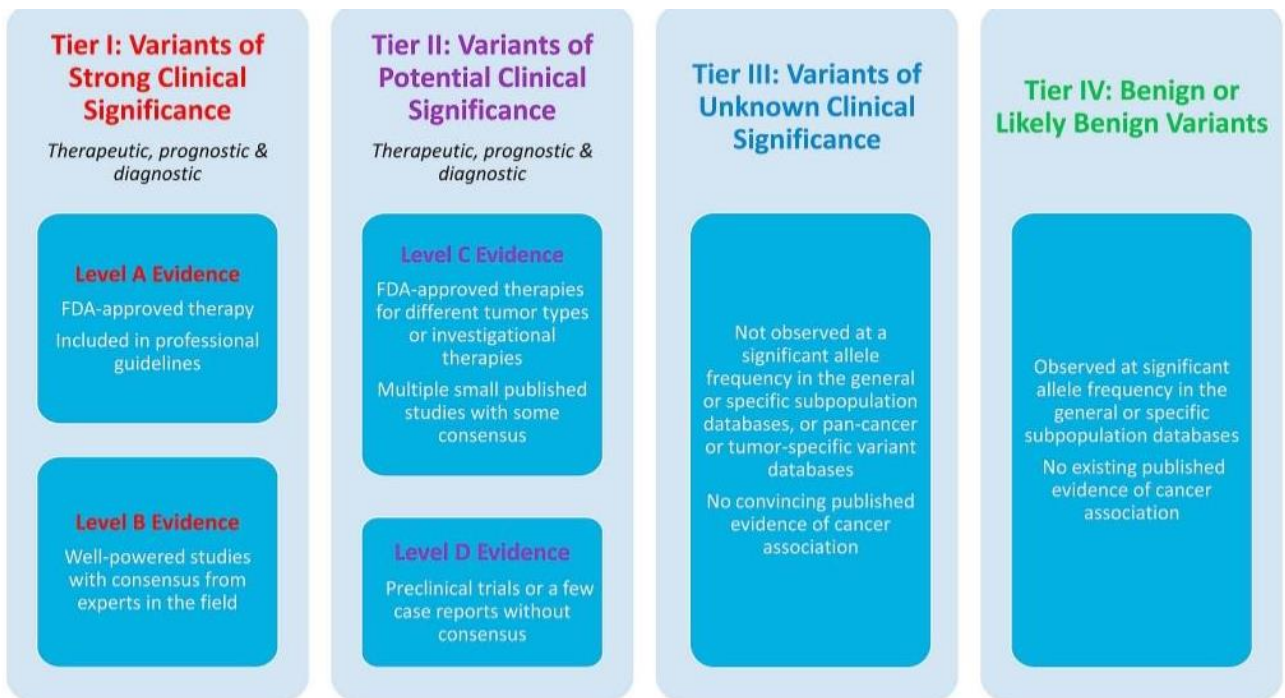 Tier I: Variants of
Strong Clinical
Significance
Therapeutic, prognostic &
diagnostic
Level A Evidence
FDA-approved therapy
Included in professional
guidelines
Level B Evidence
Well-powered studies
with consensus from
experts in the field
Tier II: Variants of
Potential Clinical
Significance
Therapeutic, prognostic &
diagnostic
Level C Evidence
FDA-approved therapies
for different tumor types
or investigational
therapies
Multiple small published
studies with some
consensus
Level D Evidence
Preclinical trials or a few
case reports without
consensus
Tier III: Variants of
Unknown Clinical
Significance
Not observed at a
significant allele
frequency in the general
or specific subpopulation
databases, or pan-cancer
or tumor-specific variant
databases
No convincing published
evidence of cancer
association
Tier IV: Benign or
Likely Benign Variants
Observed at significant
allele frequency in the
general or specific
subpopulation databases
No existing published
evidence of cancer
association